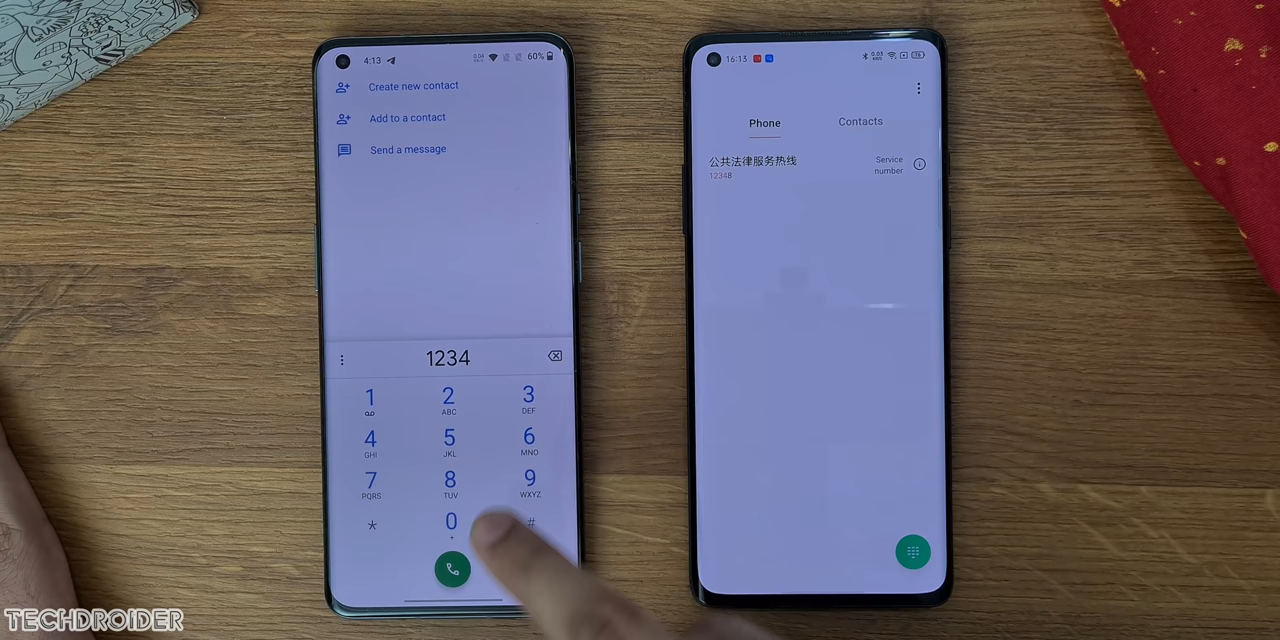 4:13
60%
Create new contact
Add to a contact
Send a message
1234
1
2
ABC
3
DEF
4
GHI
5
JKL
6
MNO
7
PQRS
8
TUV
9
WXYZ
*
0
+
#
16:13
Phone
Contacts
公共法律服务热线
12348
Service
number
TECHDROIDER